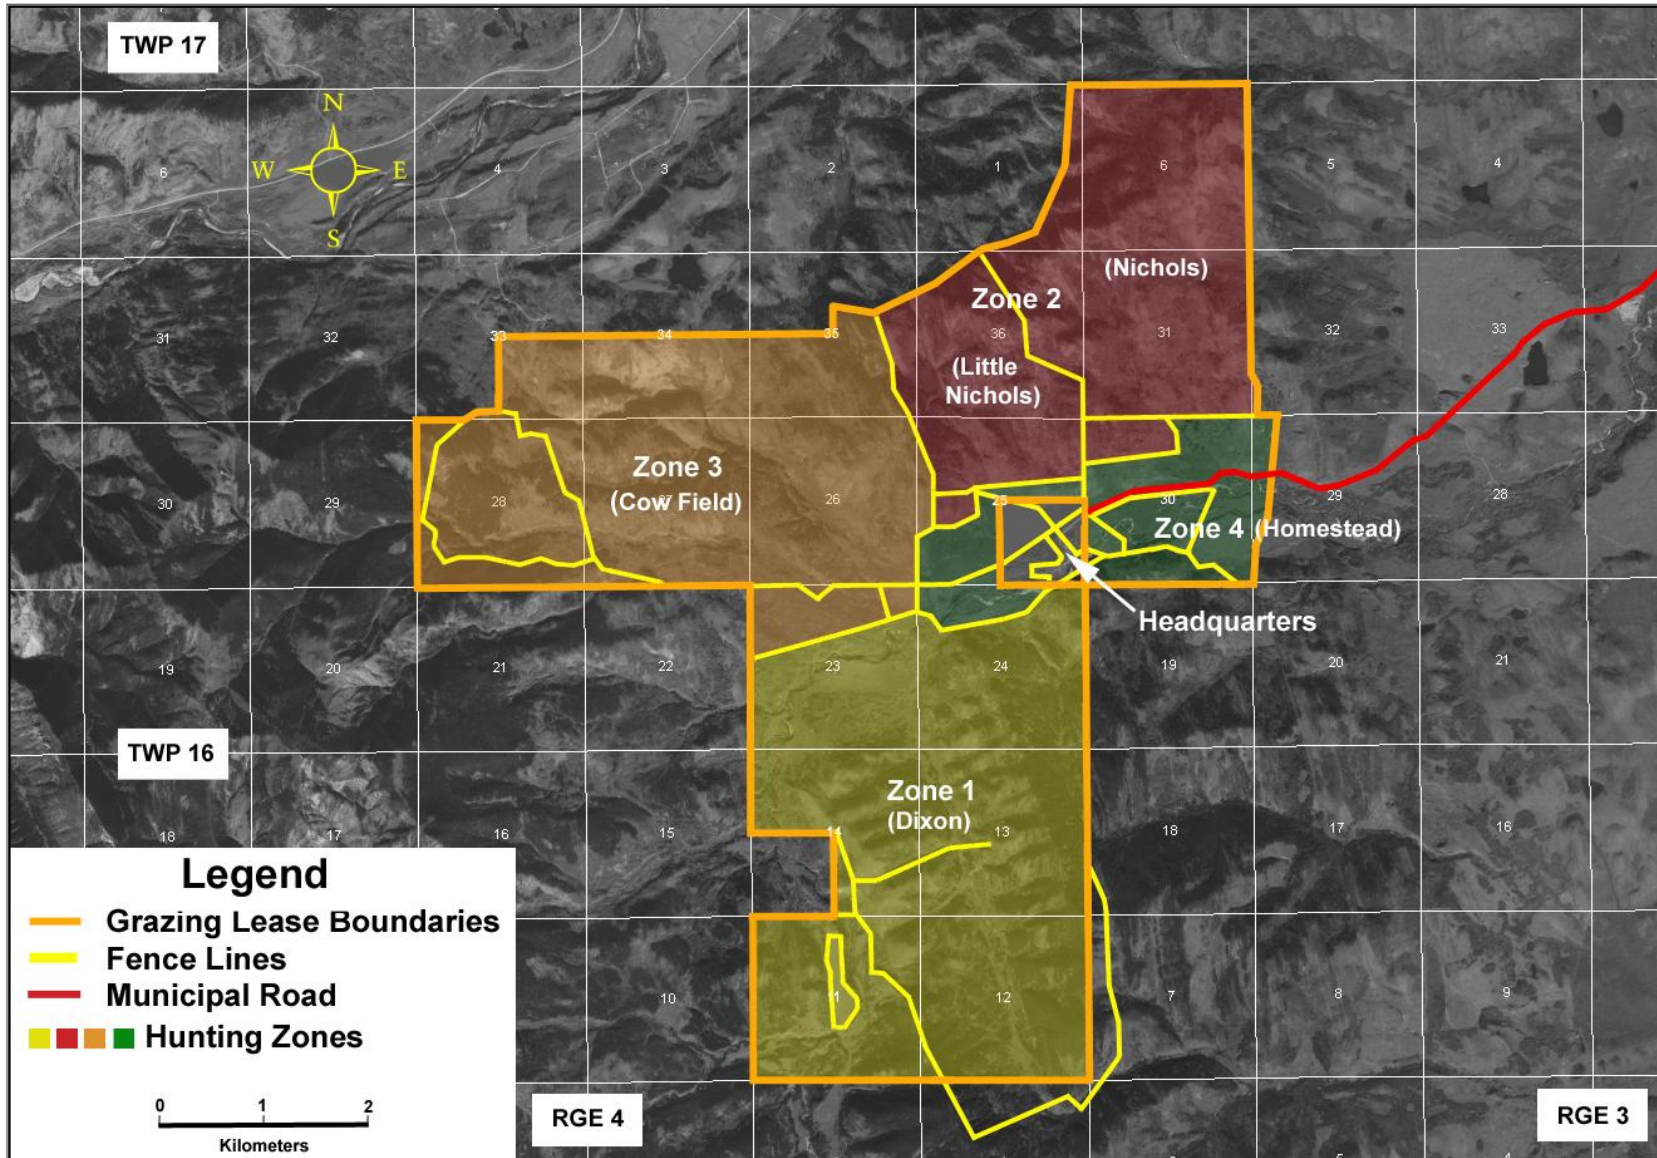 TWP 17
N
W E
S
6 4 3 2 1 6 5 4
(Nichols)
Zone 2
31 32 33 34 35 36 31 32 33
(Little
Nichols)
Zone 3
(Cow Field)
30 29 28 27 26 25 30 29 28
Zone 4 (Homestead)
Headquarters
19 20 21 22 23 24 19 20 21
TWP 16
Zone 1
(Dixon)
18 17 16 15 14 13 18 17 16
Legend
Grazing Lease Boundaries
Fence Lines
Municipal Road
Hunting Zones
10 11 12 7 8 9
0 1 2
Kilometers
RGE 4
RGE 3